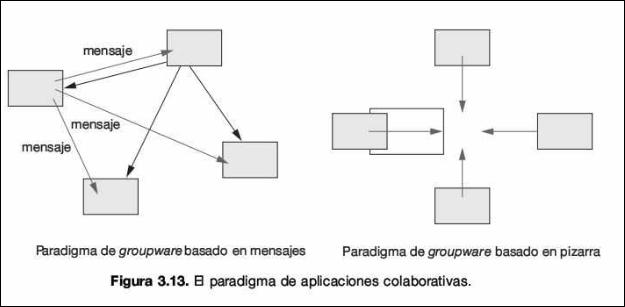 mensaje
mensaje
mensaje
Paradigma de groupware basado en mensajes
Paradigma de groupware basado en pizarra
Figura 3.13. El paradigma de aplicaciones colaborativas.